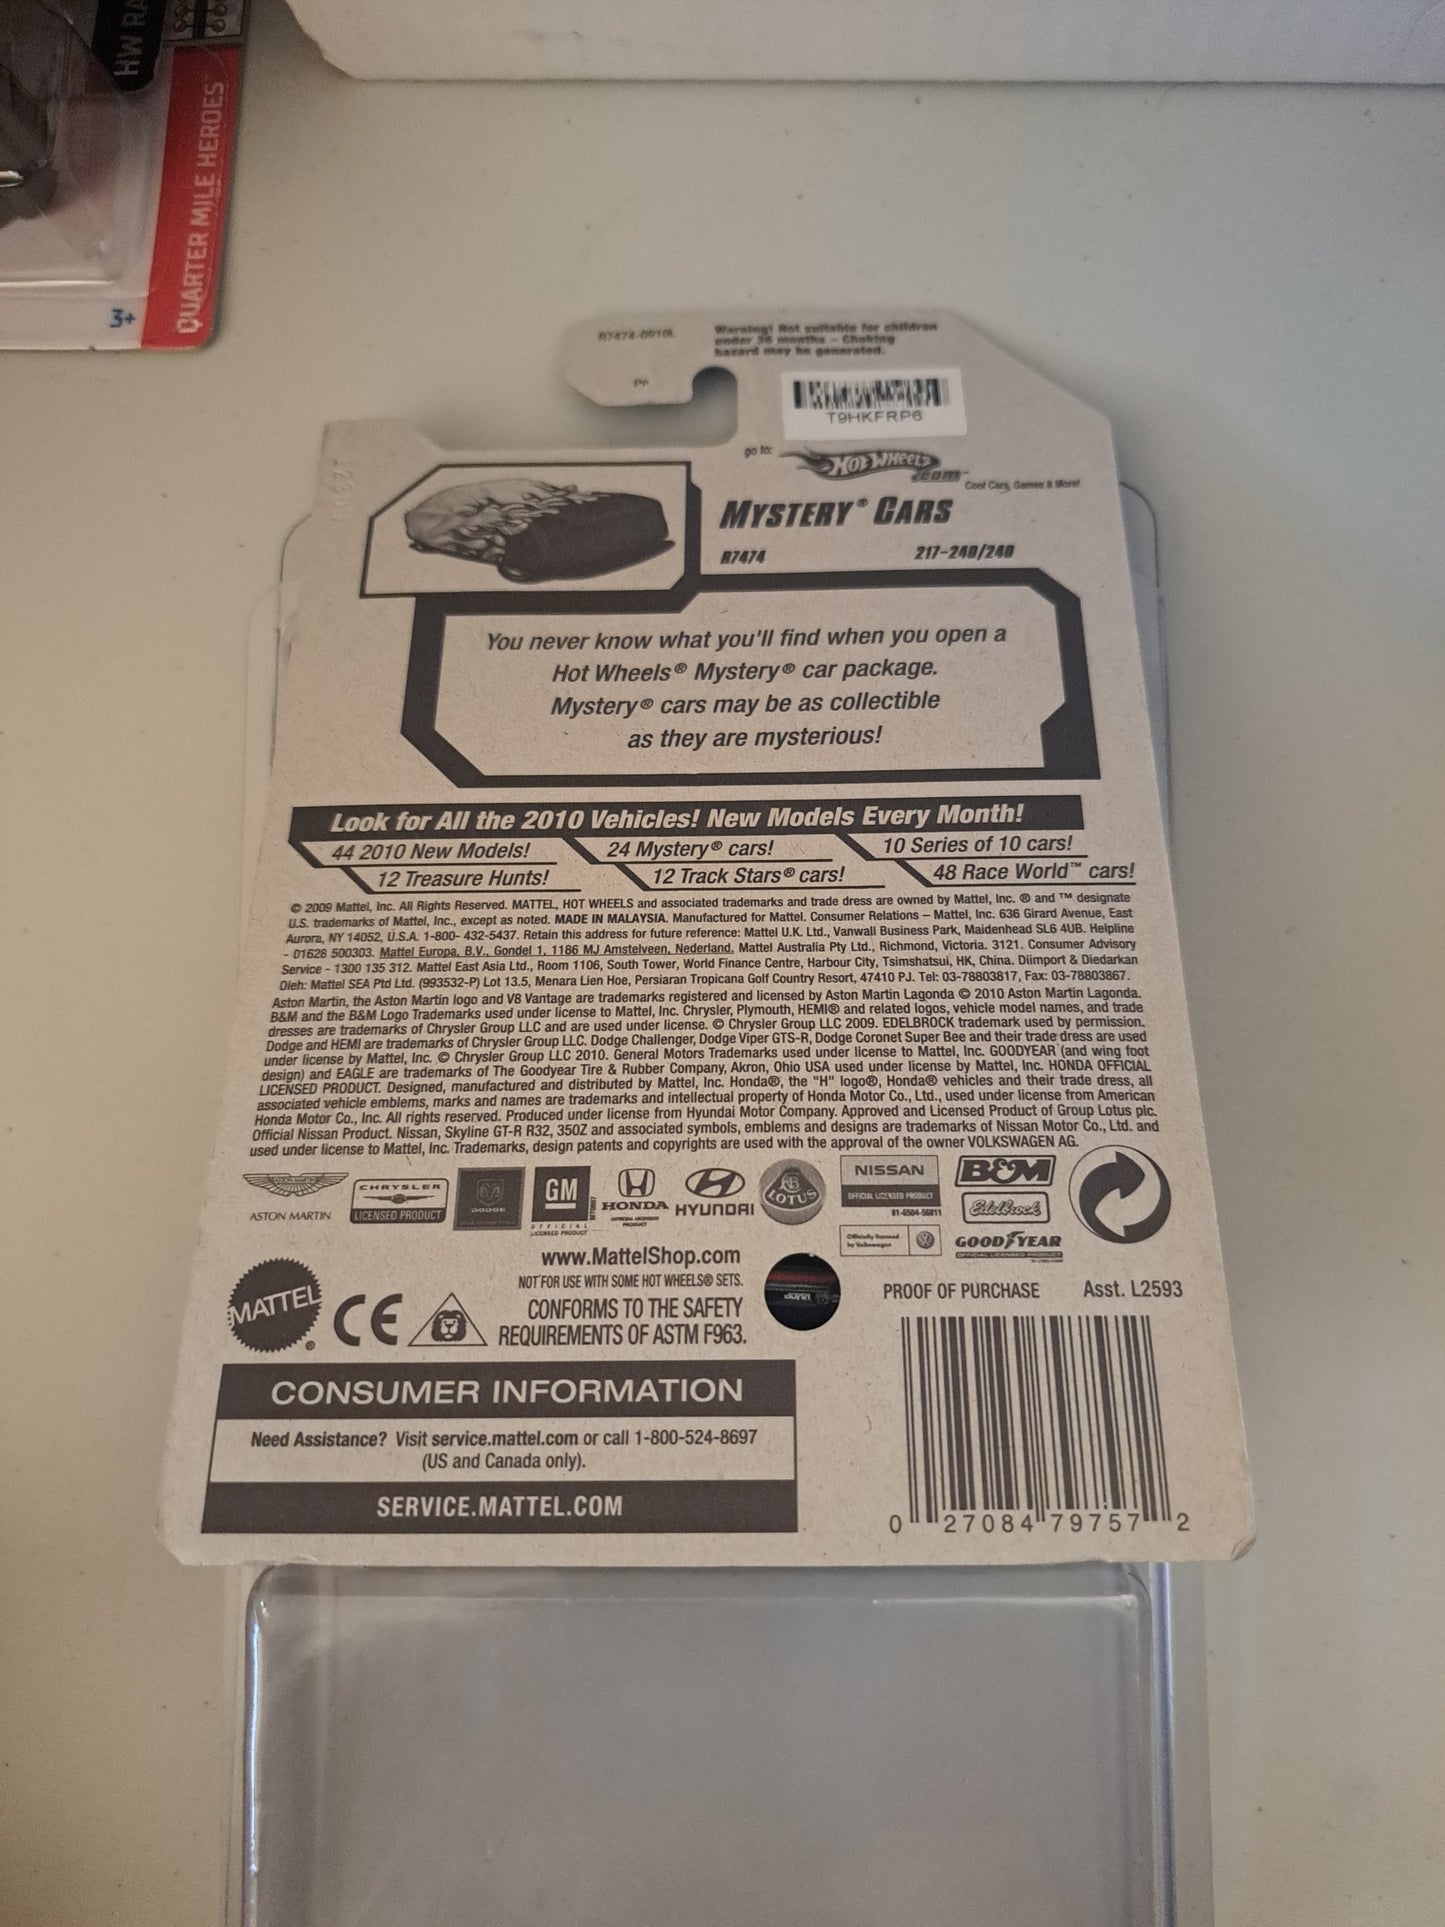 HW RA
QUARTER MILE HEROES™
3+
R7474-0910L
Warning! Not suitable for children
under 36 months – Choking
hazard may be generated.
T9HKFRP6
go to:
HOT WHEELS
.com™
Cool Cars, Games & More!
MYSTERY® CARS
R7474 217-240/240
You never know what you'll find when you open a
Hot Wheels® Mystery® car package.
Mystery® cars may be as collectible
as they are mysterious!
Look for All the 2010 Vehicles! New Models Every Month!
44 2010 New Models! 24 Mystery® cars! 10 Series of 10 cars!
12 Treasure Hunts! 12 Track Stars® cars! 48 Race World™ cars!
© 2009 Mattel, Inc. All Rights Reserved. MATTEL, HOT WHEELS and associated trademarks and trade dress are owned by Mattel, Inc. ® and ™ designate
U.S. trademarks of Mattel, Inc., except as noted. MADE IN MALAYSIA. Manufactured for Mattel. Consumer Relations – Mattel, Inc. 636 Girard Avenue, East
Aurora, NY 14052, U.S.A. 1-800- 432-5437. Retain this address for future reference: Mattel U.K. Ltd., Vanwall Business Park, Maidenhead SL6 4UB. Helpline
- 01628 500303. Mattel Europa, B.V., Gondel 1, 1186 MJ Amstelveen, Nederland. Mattel Australia Pty Ltd., Richmond, Victoria. 3121. Consumer Advisory
Service - 1300 135 312. Mattel East Asia Ltd., Room 1106, South Tower, World Finance Centre, Harbour City, Tsimshatsui, HK, China. Diimport & Diedarkan
Oleh: Mattel SEA Ptd Ltd. (993532-P) Lot 13.5, Menara Lien Hoe, Persiaran Tropicana Golf Country Resort, 47410 PJ. Tel: 03-78803817, Fax: 03-78803867.
Aston Martin, the Aston Martin logo and V8 Vantage are trademarks registered and licensed by Aston Martin Lagonda © 2010 Aston Martin Lagonda.
B&M and the B&M Logo Trademarks used under license to Mattel, Inc. Chrysler, Plymouth, HEMI® and related logos, vehicle model names, and trade
dresses are trademarks of Chrysler Group LLC and are used under license. © Chrysler Group LLC 2009. EDELBROCK trademark used by permission.
Dodge and HEMI are trademarks of Chrysler Group LLC. Dodge Challenger, Dodge Viper GTS-R, Dodge Coronet Super Bee and their trade dress are used
under license by Mattel, Inc. © Chrysler Group LLC 2010. General Motors Trademarks used under license to Mattel, Inc. GOODYEAR (and wing foot
design) and EAGLE are trademarks of The Goodyear Tire & Rubber Company, Akron, Ohio USA used under license by Mattel, Inc. HONDA OFFICIAL
LICENSED PRODUCT. Designed, manufactured and distributed by Mattel, Inc. Honda®, the "H" logo®, Honda® vehicles and their trade dress, all
associated vehicle emblems, marks and names are trademarks and intellectual property of Honda Motor Co., Ltd., used under license from American
Honda Motor Co., Inc. All rights reserved. Produced under license from Hyundai Motor Company. Approved and Licensed Product of Group Lotus plc.
Official Nissan Product. Nissan, Skyline GT-R R32, 350Z and associated symbols, emblems and designs are trademarks of Nissan Motor Co., Ltd. and
used under license to Mattel, Inc. Trademarks, design patents and copyrights are used with the approval of the owner VOLKSWAGEN AG.
ASTON MARTIN
ASTON MARTIN
CHRYSLER
LICENSED PRODUCT
DODGE
GM
OFFICIAL
LICENSED PRODUCT
HONDA
OFFICIAL LICENSED
PRODUCT
HYUNDAI
LOTUS
NISSAN
OFFICIAL LICENSED PRODUCT
Officially licensed
by Volkswagen
B&M
Edelbrock
GOODYEAR
OFFICIAL LICENSED PRODUCT
www.MattelShop.com
NOT FOR USE WITH SOME HOT WHEELS® SETS.
CONFORMS TO THE SAFETY
REQUIREMENTS OF ASTM F963.
MATTEL®
CE
PROOF OF PURCHASE Asst. L2593
CONSUMER INFORMATION
Need Assistance? Visit service.mattel.com or call 1-800-524-8697
(US and Canada only).
SERVICE.MATTEL.COM
0 27084 79757 2